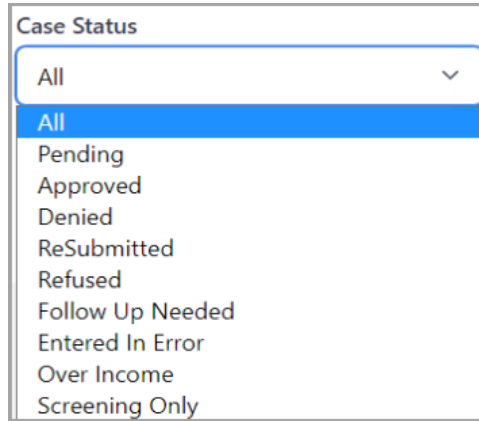 Case Status
All
All
Pending
Approved
Denied
ReSubmitted
Refused
Follow Up Needed
Entered In Error
Over Income
Screening Only